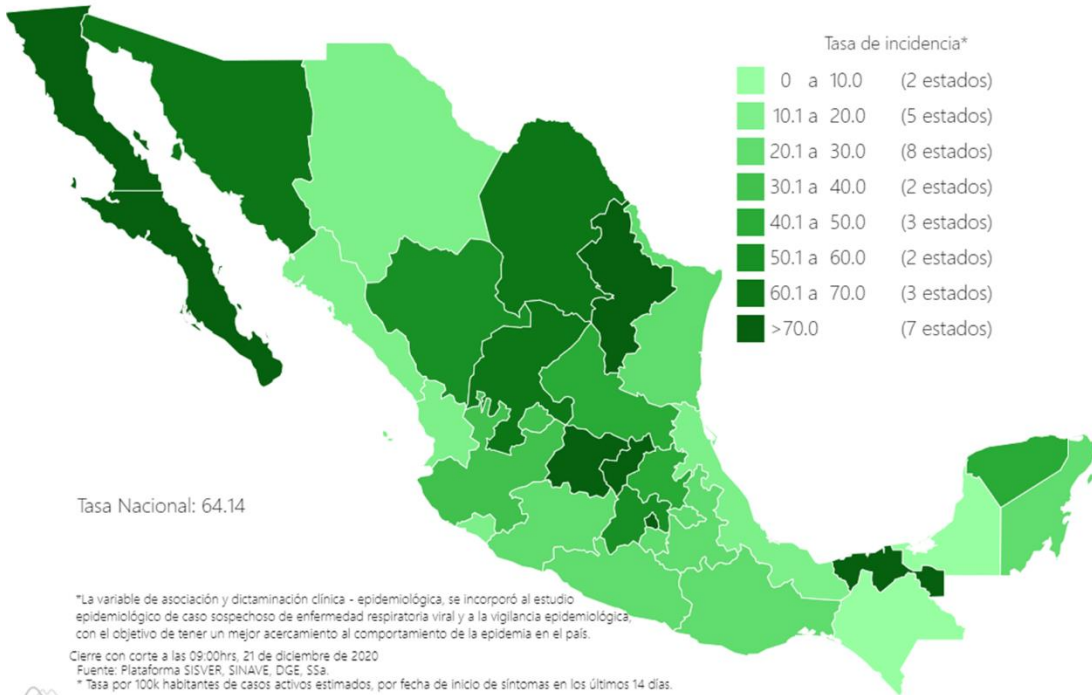 Tasa de incidencia*
0 a 10.0 (2 estados)
10.1 a 20.0 (5 estados)
20.1 a 30.0 (8 estados)
30.1 a 40.0 (2 estados)
40.1 a 50.0 (3 estados)
50.1 a 60.0 (2 estados)
60.1 a 70.0 (3 estados)
>70.0 (7 estados)
Tasa Nacional: 64.14
*La variable de asociación y dictaminación clínica - epidemiológica, se incorporó al estudio
epidemiológico de caso sospechoso de enfermedad respiratoria viral y a la vigilancia epidemiológica,
con el objetivo de tener un mejor acercamiento al comportamiento de la epidemia en el país.
Cierre con corte a las 09:00hrs, 21 de diciembre de 2020
Fuente: Plataforma SISVER, SINAVE, DGE, SSa.
* Tasa por 100k habitantes de casos activos estimados, por fecha de inicio de síntomas en los últimos 14 días.